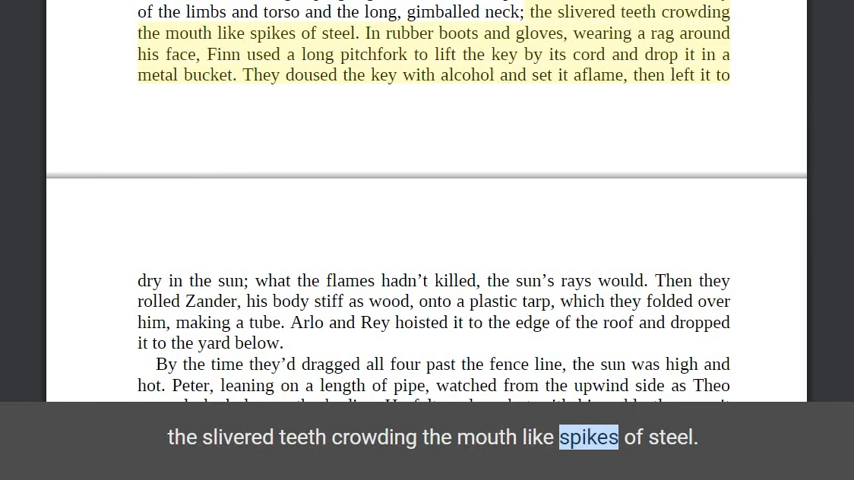 of the limbs and torso and the long, gimballed neck; the slivered teeth crowding
the mouth like spikes of steel. In rubber boots and gloves, wearing a rag around
his face, Finn used a long pitchfork to lift the key by its cord and drop it in a
metal bucket. They doused the key with alcohol and set it aflame, then left it to
dry in the sun; what the flames hadn’t killed, the sun’s rays would. Then they
rolled Zander, his body stiff as wood, onto a plastic tarp, which they folded over
him, making a tube. Arlo and Rey hoisted it to the edge of the roof and dropped
it to the yard below.
By the time they’d dragged all four past the fence line, the sun was high and
hot. Peter, leaning on a length of pipe, watched from the upwind side as Theo
the slivered teeth crowding the mouth like spikes of steel.